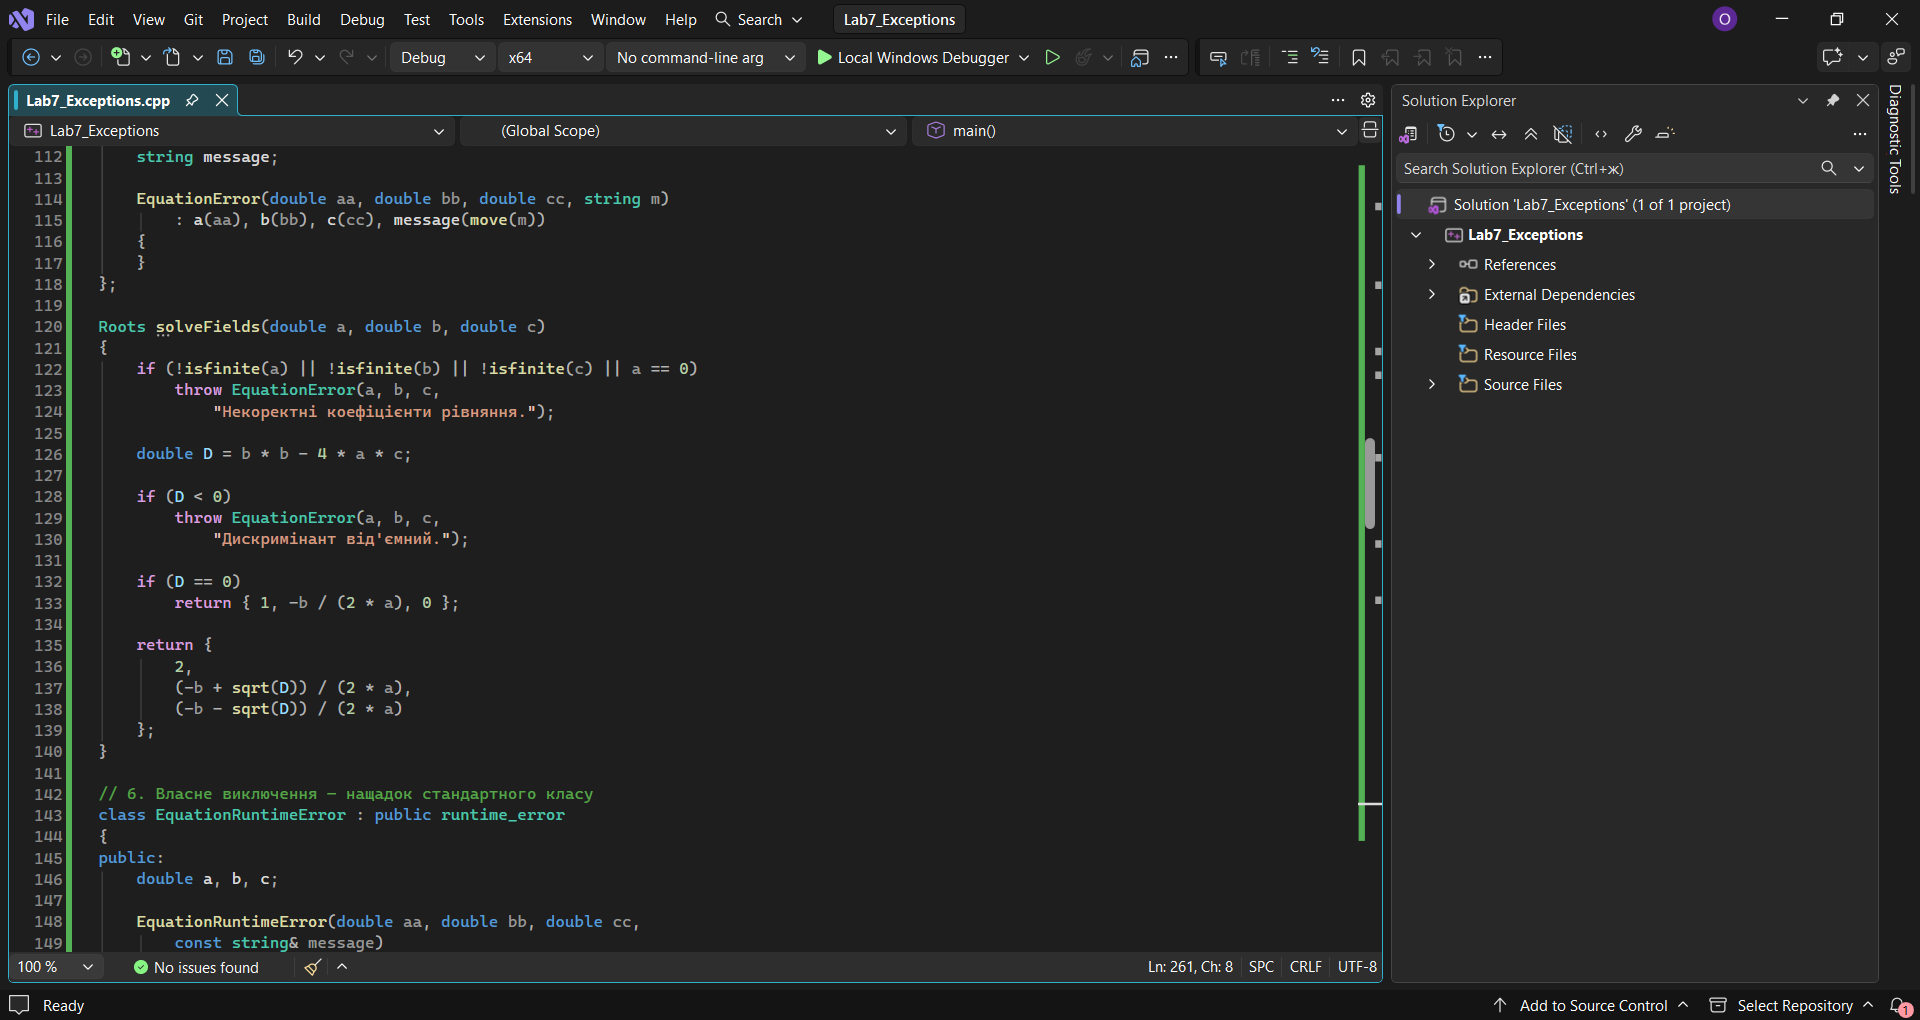 File Edit View Git Project Build Debug Test Tools Extensions Window Help Search Lab7_Exceptions O
Debug x64 No command-line arg Local Windows Debugger
Lab7_Exceptions.cpp
Lab7_Exceptions (Global Scope) main()
112 string message;
113
114 EquationError(double aa, double bb, double cc, string m)
115 : a(aa), b(bb), c(cc), message(move(m))
116 {
117 }
118 };
119
120 Roots solveFields(double a, double b, double c)
121 {
122 if (!isfinite(a) || !isfinite(b) || !isfinite(c) || a == 0)
123 throw EquationError(a, b, c,
124 "Некоректні коефіцієнти рівняння.");
125
126 double D = b * b - 4 * a * c;
127
128 if (D < 0)
129 throw EquationError(a, b, c,
130 "Дискримінант від'ємний.");
131
132 if (D == 0)
133 return { 1, -b / (2 * a), 0 };
134
135 return {
136 2,
137 (-b + sqrt(D)) / (2 * a),
138 (-b - sqrt(D)) / (2 * a)
139 };
140 }
141
142 // 6. Власне виключення – нащадок стандартного класу
143 class EquationRuntimeError : public runtime_error
144 {
145 public:
146 double a, b, c;
147
148 EquationRuntimeError(double aa, double bb, double cc,
149 const string& message)
100 % No issues found Ln: 261, Ch: 8 SPC CRLF UTF-8
Solution Explorer
Search Solution Explorer (Ctrl+ж)
Solution 'Lab7_Exceptions' (1 of 1 project)
Lab7_Exceptions
References
External Dependencies
Header Files
Resource Files
Source Files
Diagnostic Tools
Ready Add to Source Control Select Repository 1